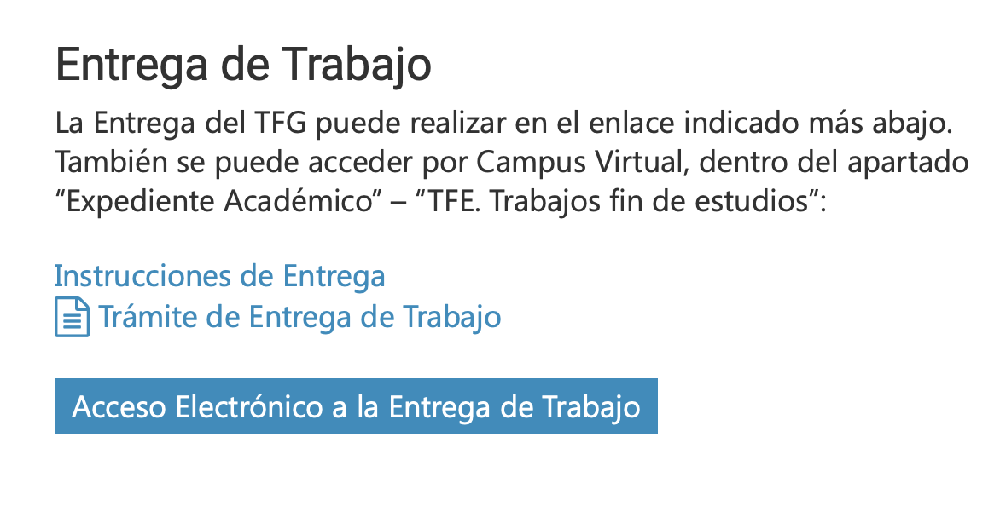 Entrega de Trabajo
La Entrega del TFG puede realizar en el enlace indicado más abajo.
También se puede acceder por Campus Virtual, dentro del apartado
“Expediente Académico” – “TFE. Trabajos fin de estudios”:
Instrucciones de Entrega
Trámite de Entrega de Trabajo
Acceso Electrónico a la Entrega de Trabajo